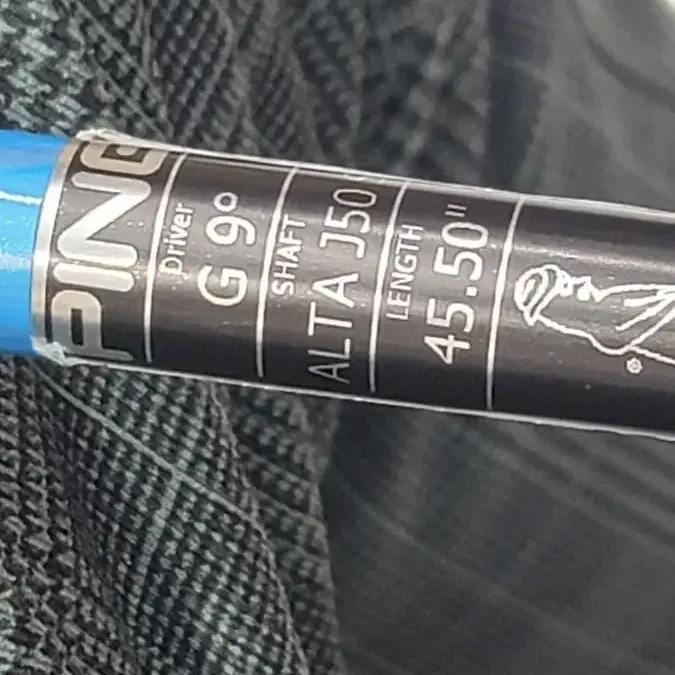 PING
Driver
G 9°
SHAFT
ALTA J50
LENGTH
45.50"
®